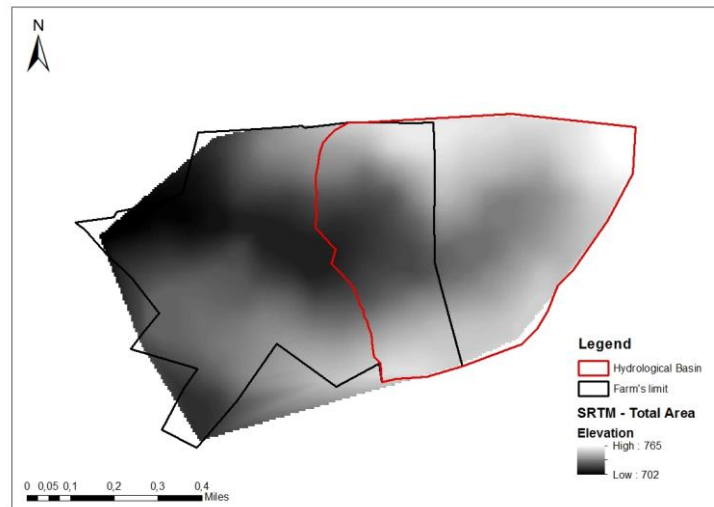 N
Legend
Hydrological Basin
Farm's limit
SRTM - Total Area
Elevation
High : 765
Low : 702
0 0,05 0,1 0,2 0,3 0,4
Miles